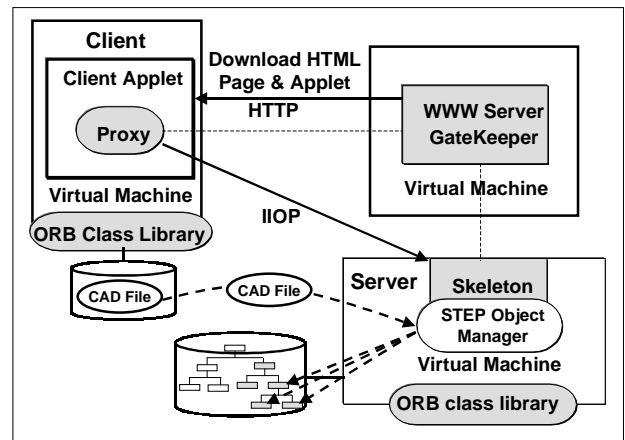 Client
Client Applet
Proxy
Virtual Machine
ORB Class Library
CAD File
Download HTML
Page & Applet
HTTP
IIOP
CAD File
WWW Server
GateKeeper
Virtual Machine
Server
Skeleton
STEP Object
Manager
Virtual Machine
ORB class library